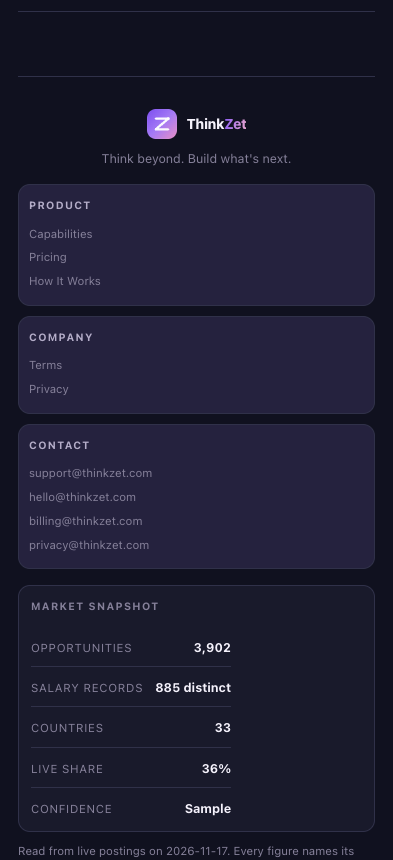 ThinkZet
Think beyond. Build what's next.
PRODUCT
Capabilities
Pricing
How It Works
COMPANY
Terms
Privacy
CONTACT
support@thinkzet.com
hello@thinkzet.com
billing@thinkzet.com
privacy@thinkzet.com
MARKET SNAPSHOT
OPPORTUNITIES 3,902
SALARY RECORDS 885 distinct
COUNTRIES 33
LIVE SHARE 36%
CONFIDENCE Sample
Read from live postings on 2026-11-17. Every figure names its